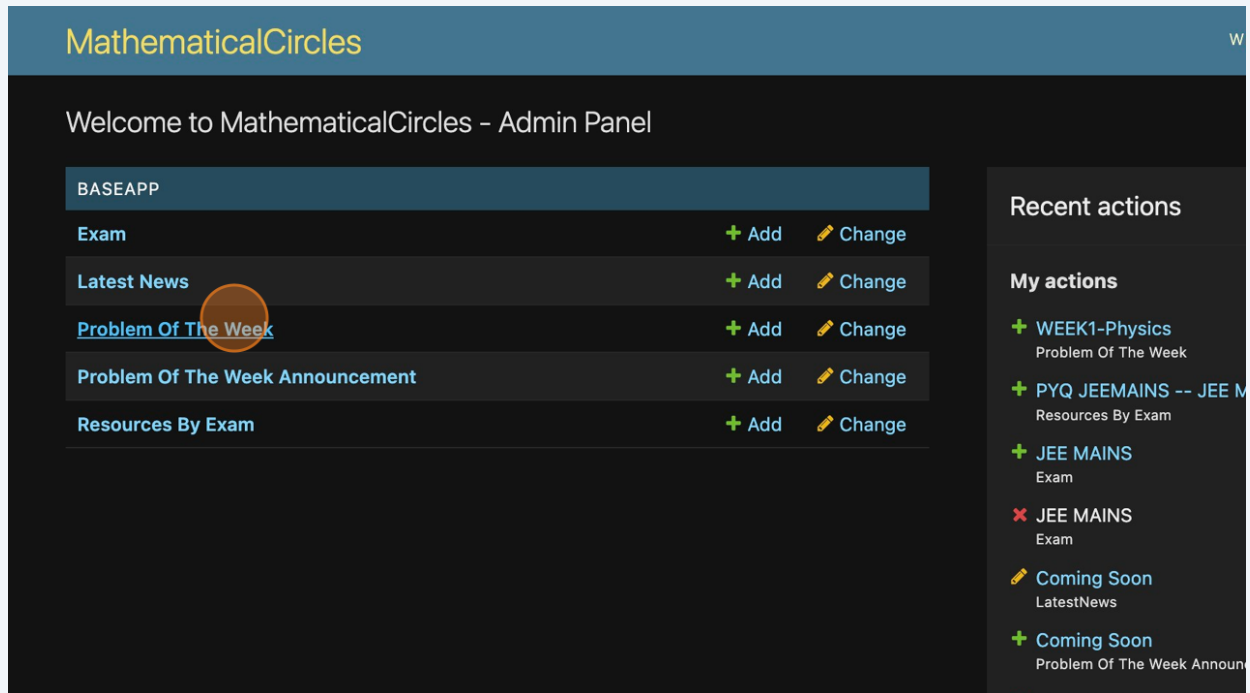 MathematicalCircles
W
Welcome to MathematicalCircles - Admin Panel
BASEAPP
Exam Add Change
Latest News Add Change
Problem Of The Week Add Change
Problem Of The Week Announcement Add Change
Resources By Exam Add Change
Recent actions
My actions
WEEK1-Physics
Problem Of The Week
PYQ JEEMAINS -- JEE M
Resources By Exam
JEE MAINS
Exam
JEE MAINS
Exam
Coming Soon
LatestNews
Coming Soon
Problem Of The Week Announ